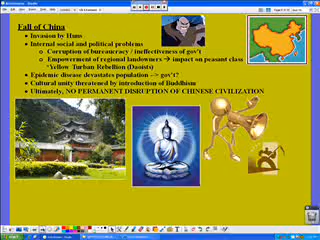 Fall of China
• Invasion by Huns
• Internal social and political problems
o Corruption of bureaucracy / ineffectiveness of gov't
o Empowerment of regional landowners → impact on peasant class
"Yellow Turban Rebellion (Daoists)
• Epidemic disease devastates population --> gov't?
• Cultural unity threatened by introduction of Buddhism
• Ultimately, NO PERMANENT DISRUPTION OF CHINESE CIVILIZATION